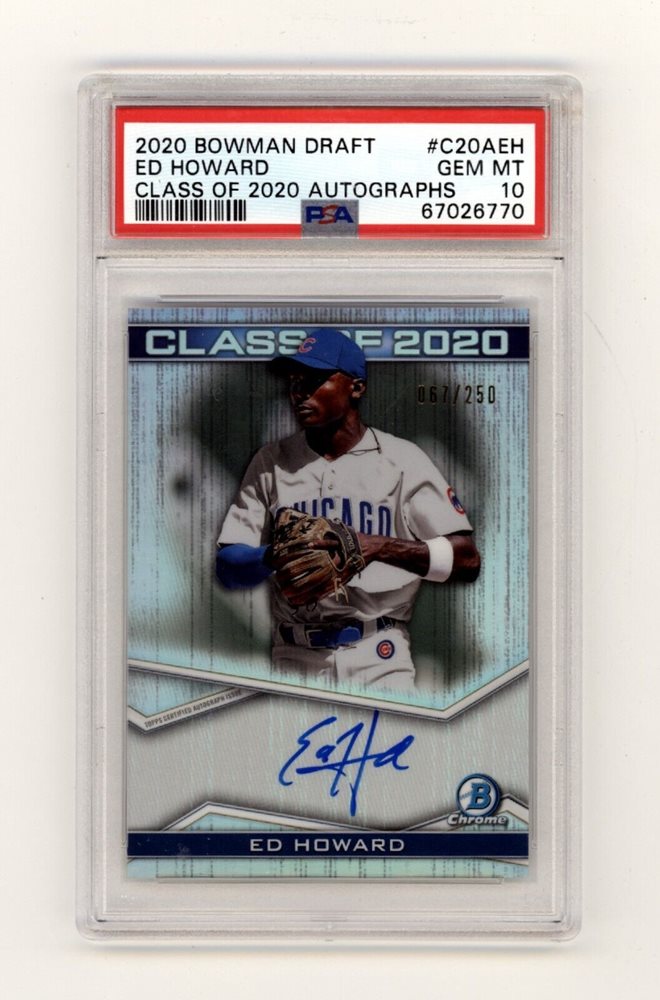 2020 BOWMAN DRAFT #C20AEH
ED HOWARD GEM MT
CLASS OF 2020 AUTOGRAPHS 10
PSA 67026770
CLASS OF 2020
C
067/250
CHICAGO
TOPPS CERTIFIED AUTOGRAPH ISSUE
Ed H
B
Chrome
ED HOWARD